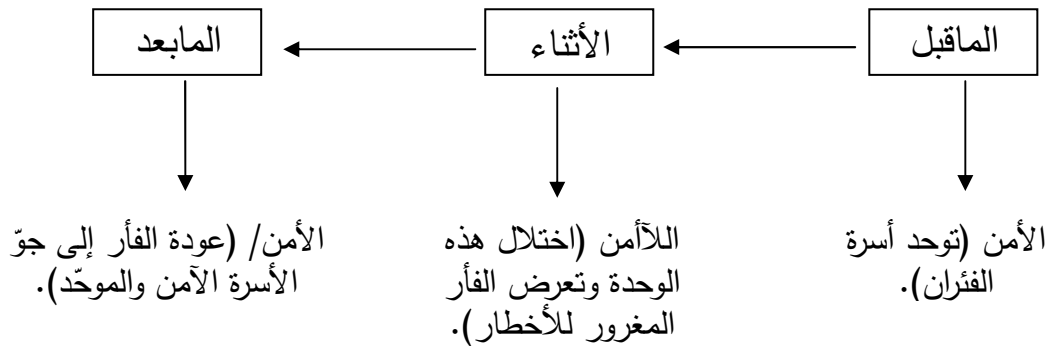 الماقبل
الأثناء
المابعد
الأمن (توحد أسرة
الفئران).
اللآأمن (اختلال هذه
الوحدة وتعرض الفأر
المغرور للأخطار).
الأمن/ (عودة الفأر إلى جوّ
الأسرة الآمن والموحّد).